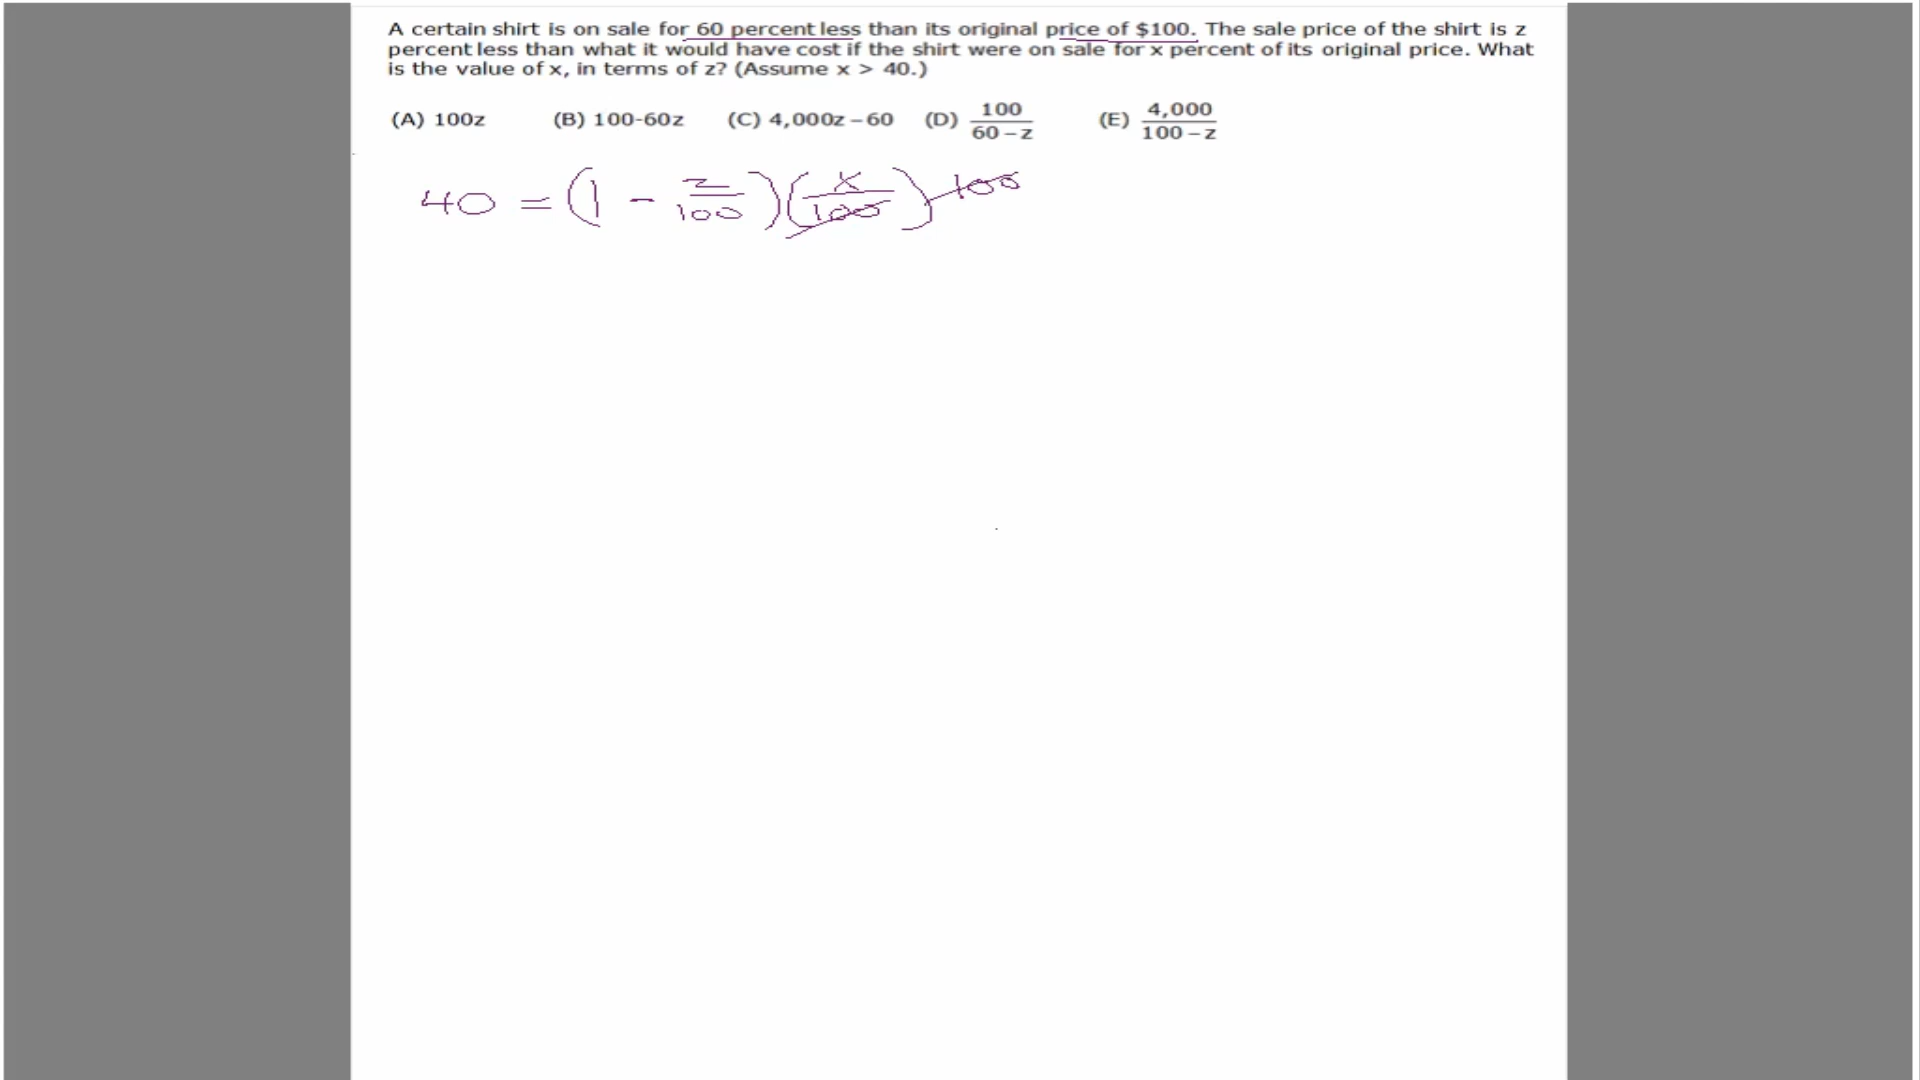 A certain shirt is on sale for 60 percent less than its original price of $100. The sale price of the shirt is z
percent less than what it would have cost if the shirt were on sale for x percent of its original price. What
is the value of x, in terms of z? (Assume x > 40.)
(A) 100z (B) 100-60z (C) 4,000z – 60 (D) 100/(60 – z) (E) 4,000/(100 – z)
40 = (1 - z/100)(x/100) 100